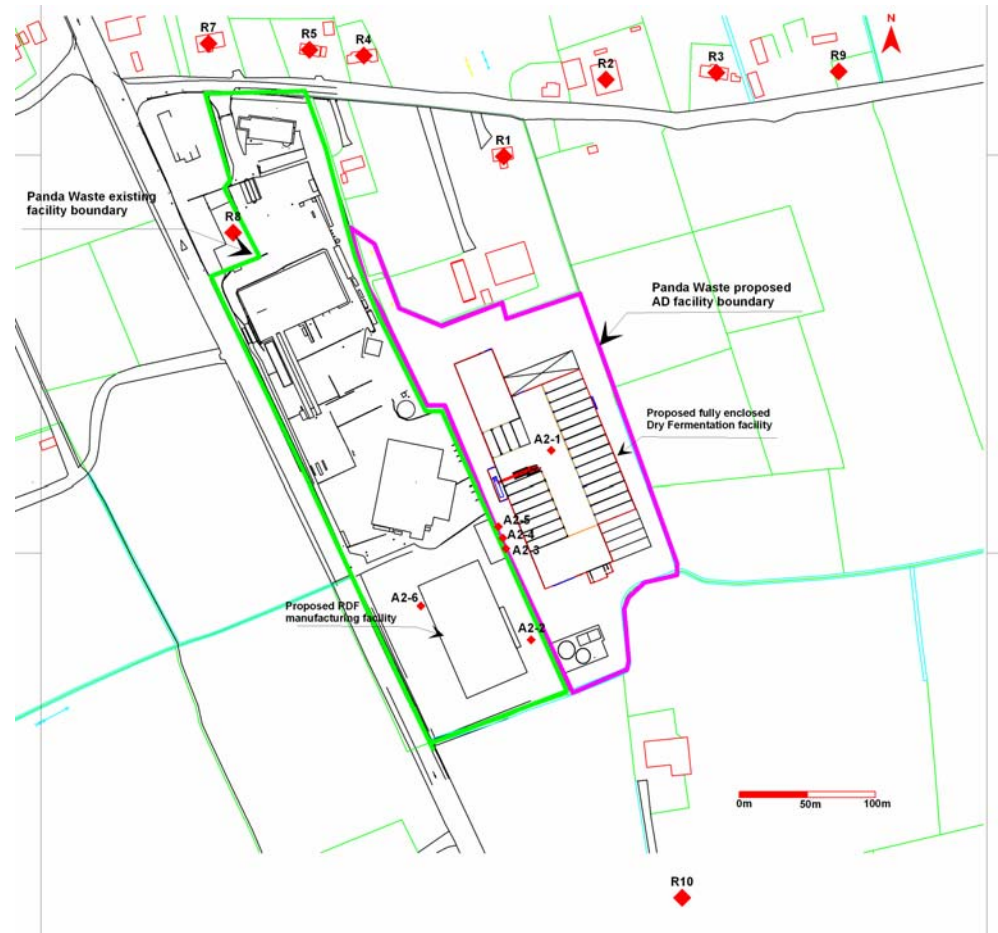 R7
R5
R4
N
R2
R3
R9
R1
Panda Waste existing
facility boundary
R8
Panda Waste proposed
AD facility boundary
Proposed fully enclosed
Dry Fermentation facility
A2-1
A2-5
A2-4
A2-3
A2-6
Proposed RDF
manufacturing facility
A2-2
0m 50m 100m
R10